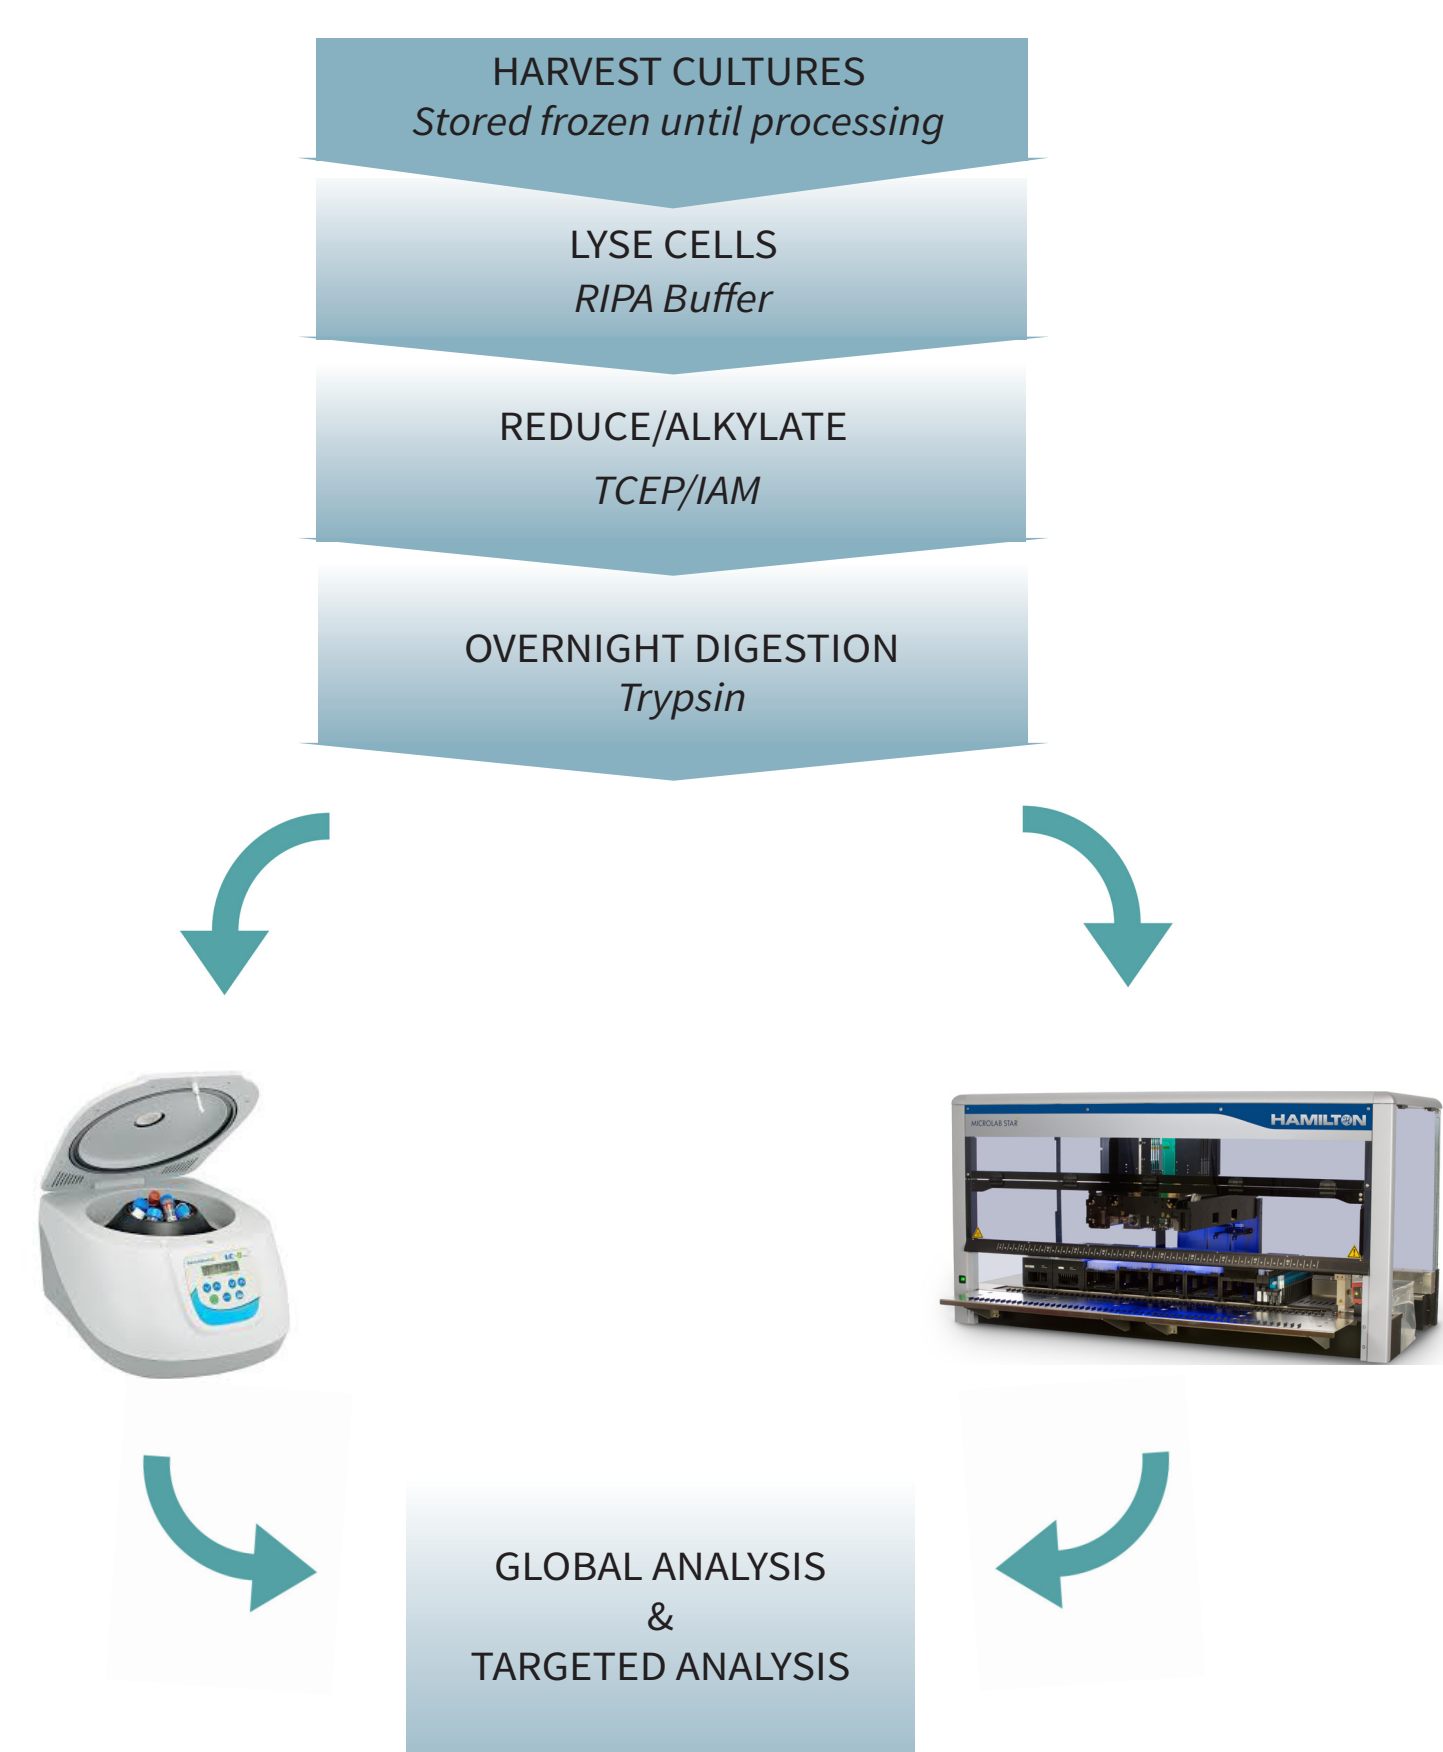 HARVEST CULTURES
Stored frozen until processing
LYSE CELLS
RIPA Buffer
REDUCE/ALKYLATE
TCEP/IAM
OVERNIGHT DIGESTION
Trypsin
MICROLAB STAR
HAMILTON
GLOBAL ANALYSIS
&
TARGETED ANALYSIS